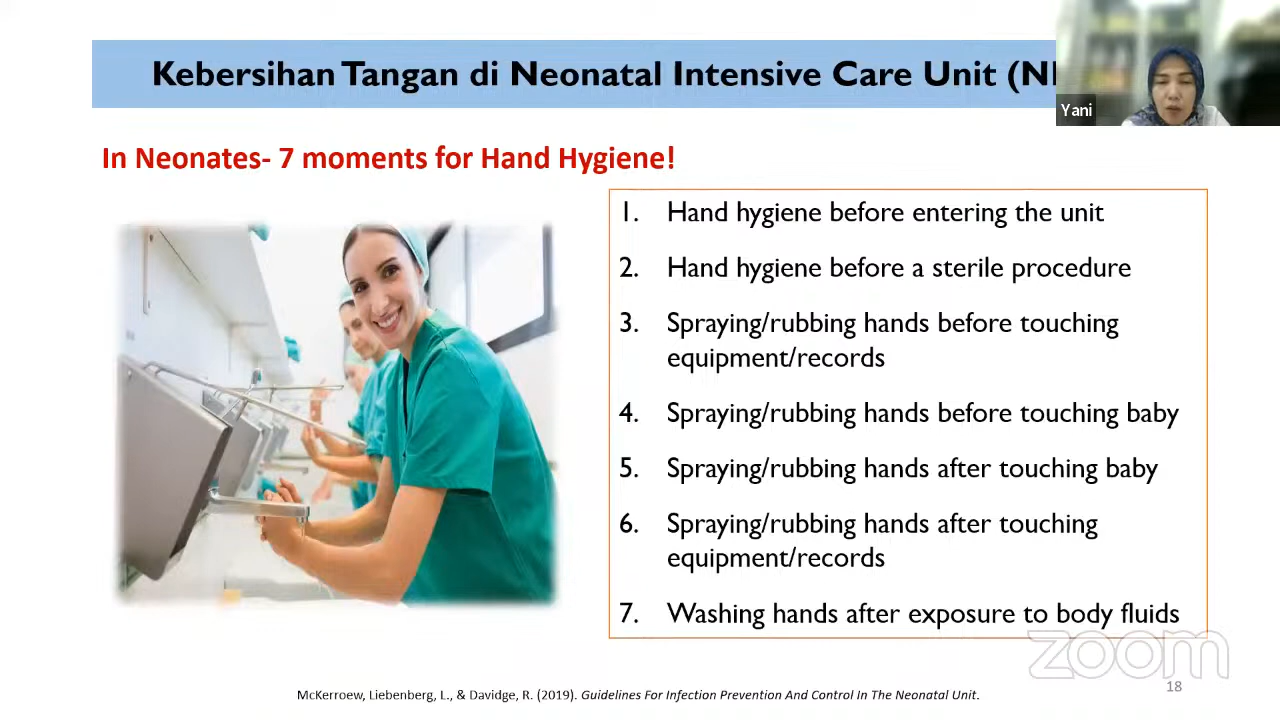 Kebersihan Tangan di Neonatal Intensive Care Unit (NI
Yani
In Neonates- 7 moments for Hand Hygiene!
1. Hand hygiene before entering the unit
2. Hand hygiene before a sterile procedure
3. Spraying/rubbing hands before touching
equipment/records
4. Spraying/rubbing hands before touching baby
5. Spraying/rubbing hands after touching baby
6. Spraying/rubbing hands after touching
equipment/records
7. Washing hands after exposure to body fluids
zoom
18
McKerroew, Liebenberg, L., & Davidge, R. (2019). Guidelines For Infection Prevention And Control In The Neonatal Unit.